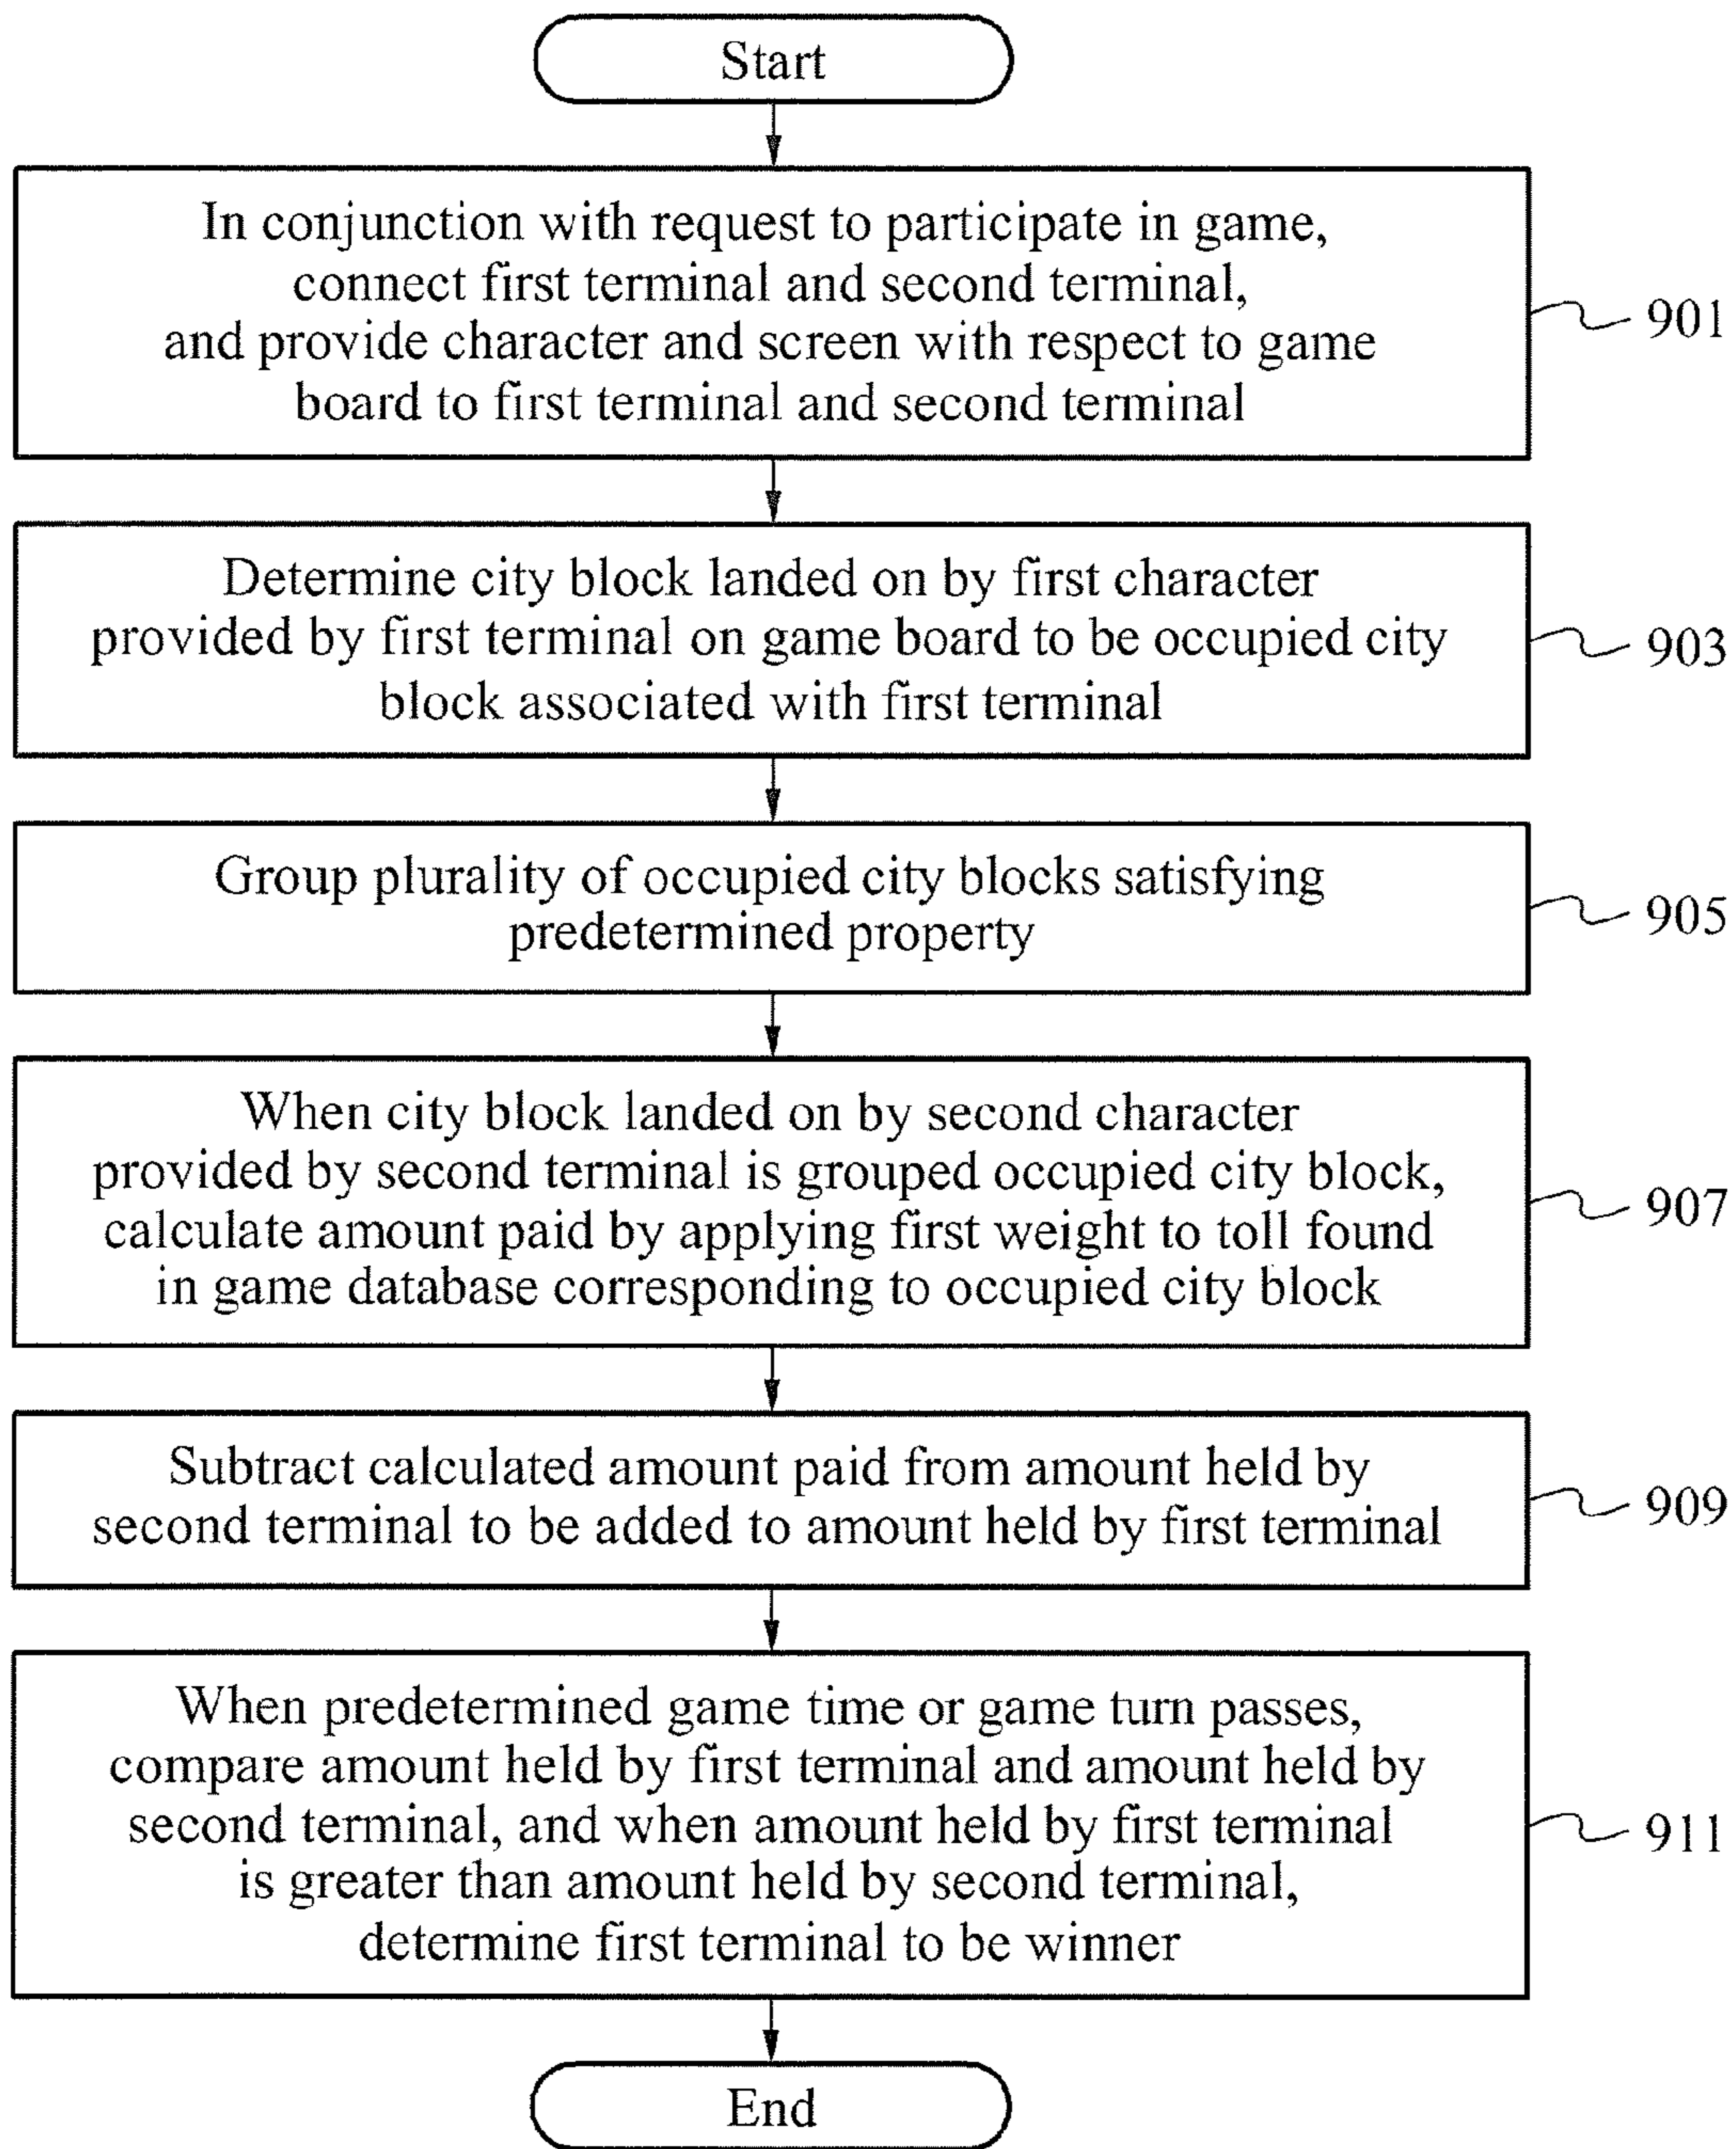 Start
In conjunction with request to participate in game,
connect first terminal and second terminal,
and provide character and screen with respect to game
board to first terminal and second terminal
901
Determine city block landed on by first character
provided by first terminal on game board to be occupied city
block associated with first terminal
903
Group plurality of occupied city blocks satisfying
predetermined property
905
When city block landed on by second character
provided by second terminal is grouped occupied city block,
calculate amount paid by applying first weight to toll found
in game database corresponding to occupied city block
907
Subtract calculated amount paid from amount held by
second terminal to be added to amount held by first terminal
909
When predetermined game time or game turn passes,
compare amount held by first terminal and amount held by
second terminal, and when amount held by first terminal
is greater than amount held by second terminal,
determine first terminal to be winner
911
End